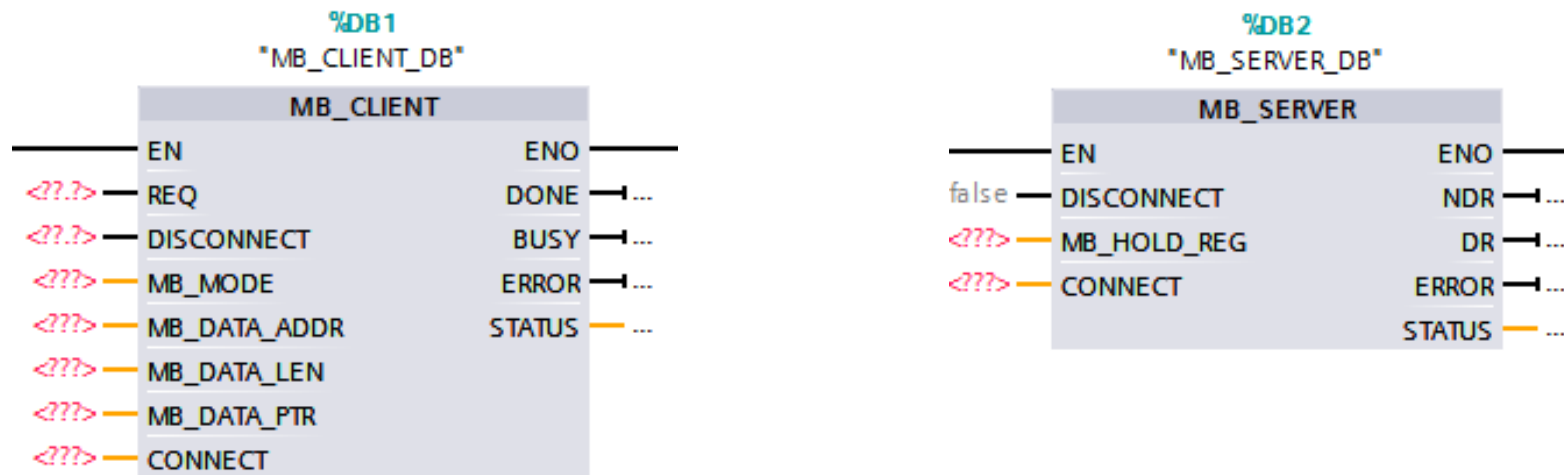 %DB1
"MB_CLIENT_DB"
MB_CLIENT
EN ENO
<??.?> REQ DONE ...
<??.?> DISCONNECT BUSY ...
<???> MB_MODE ERROR ...
<???> MB_DATA_ADDR STATUS ...
<???> MB_DATA_LEN
<???> MB_DATA_PTR
<???> CONNECT
%DB2
"MB_SERVER_DB"
MB_SERVER
EN ENO
false DISCONNECT NDR ...
<???> MB_HOLD_REG DR ...
<???> CONNECT ERROR ...
STATUS ...